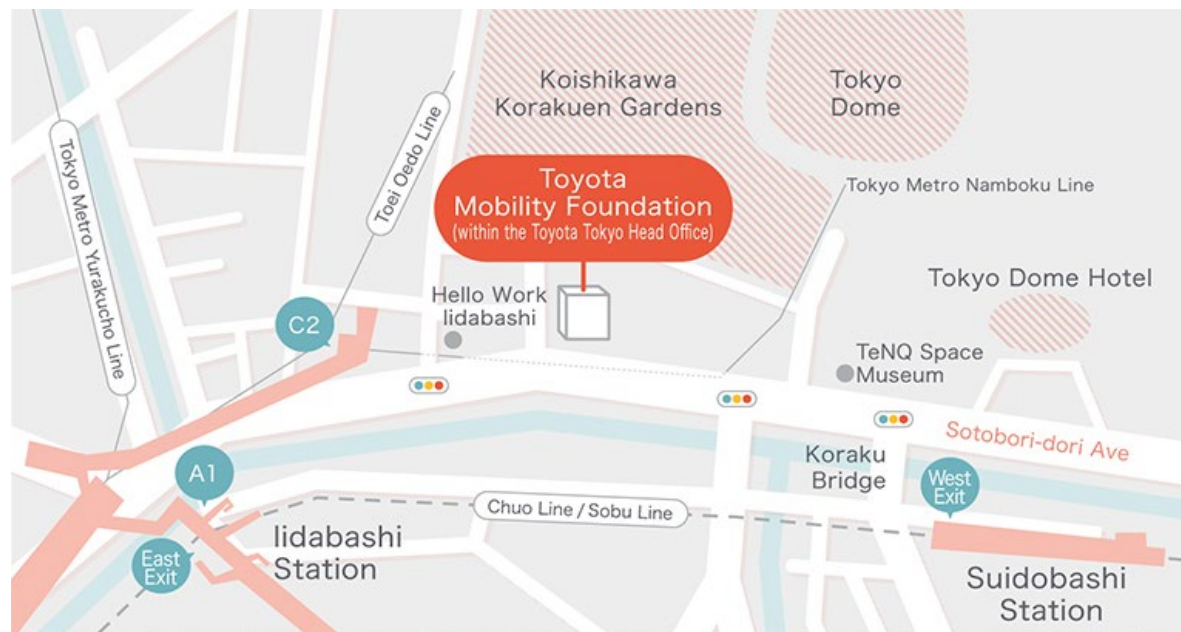 Koishikawa
Korakuen Gardens
Tokyo
Dome
Toei Oedo Line
Tokyo Metro Yurakucho Line
Toyota
Mobility Foundation
(within the Toyota Tokyo Head Office)
Tokyo Metro Namboku Line
Tokyo Dome Hotel
Hello Work
Iidabashi
C2
TeNQ Space
Museum
Sotobori-dori Ave
A1
Koraku
Bridge
West
Exit
Chuo Line / Sobu Line
East
Exit
Iidabashi
Station
Suidobashi
Station